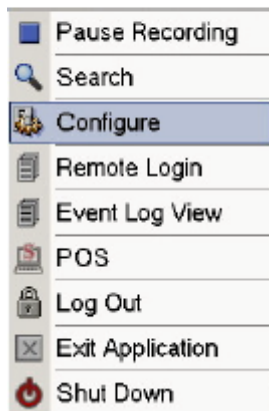 Pause Recording
Search
Configure
Remote Login
Event Log View
POS
Log Out
Exit Application
Shut Down